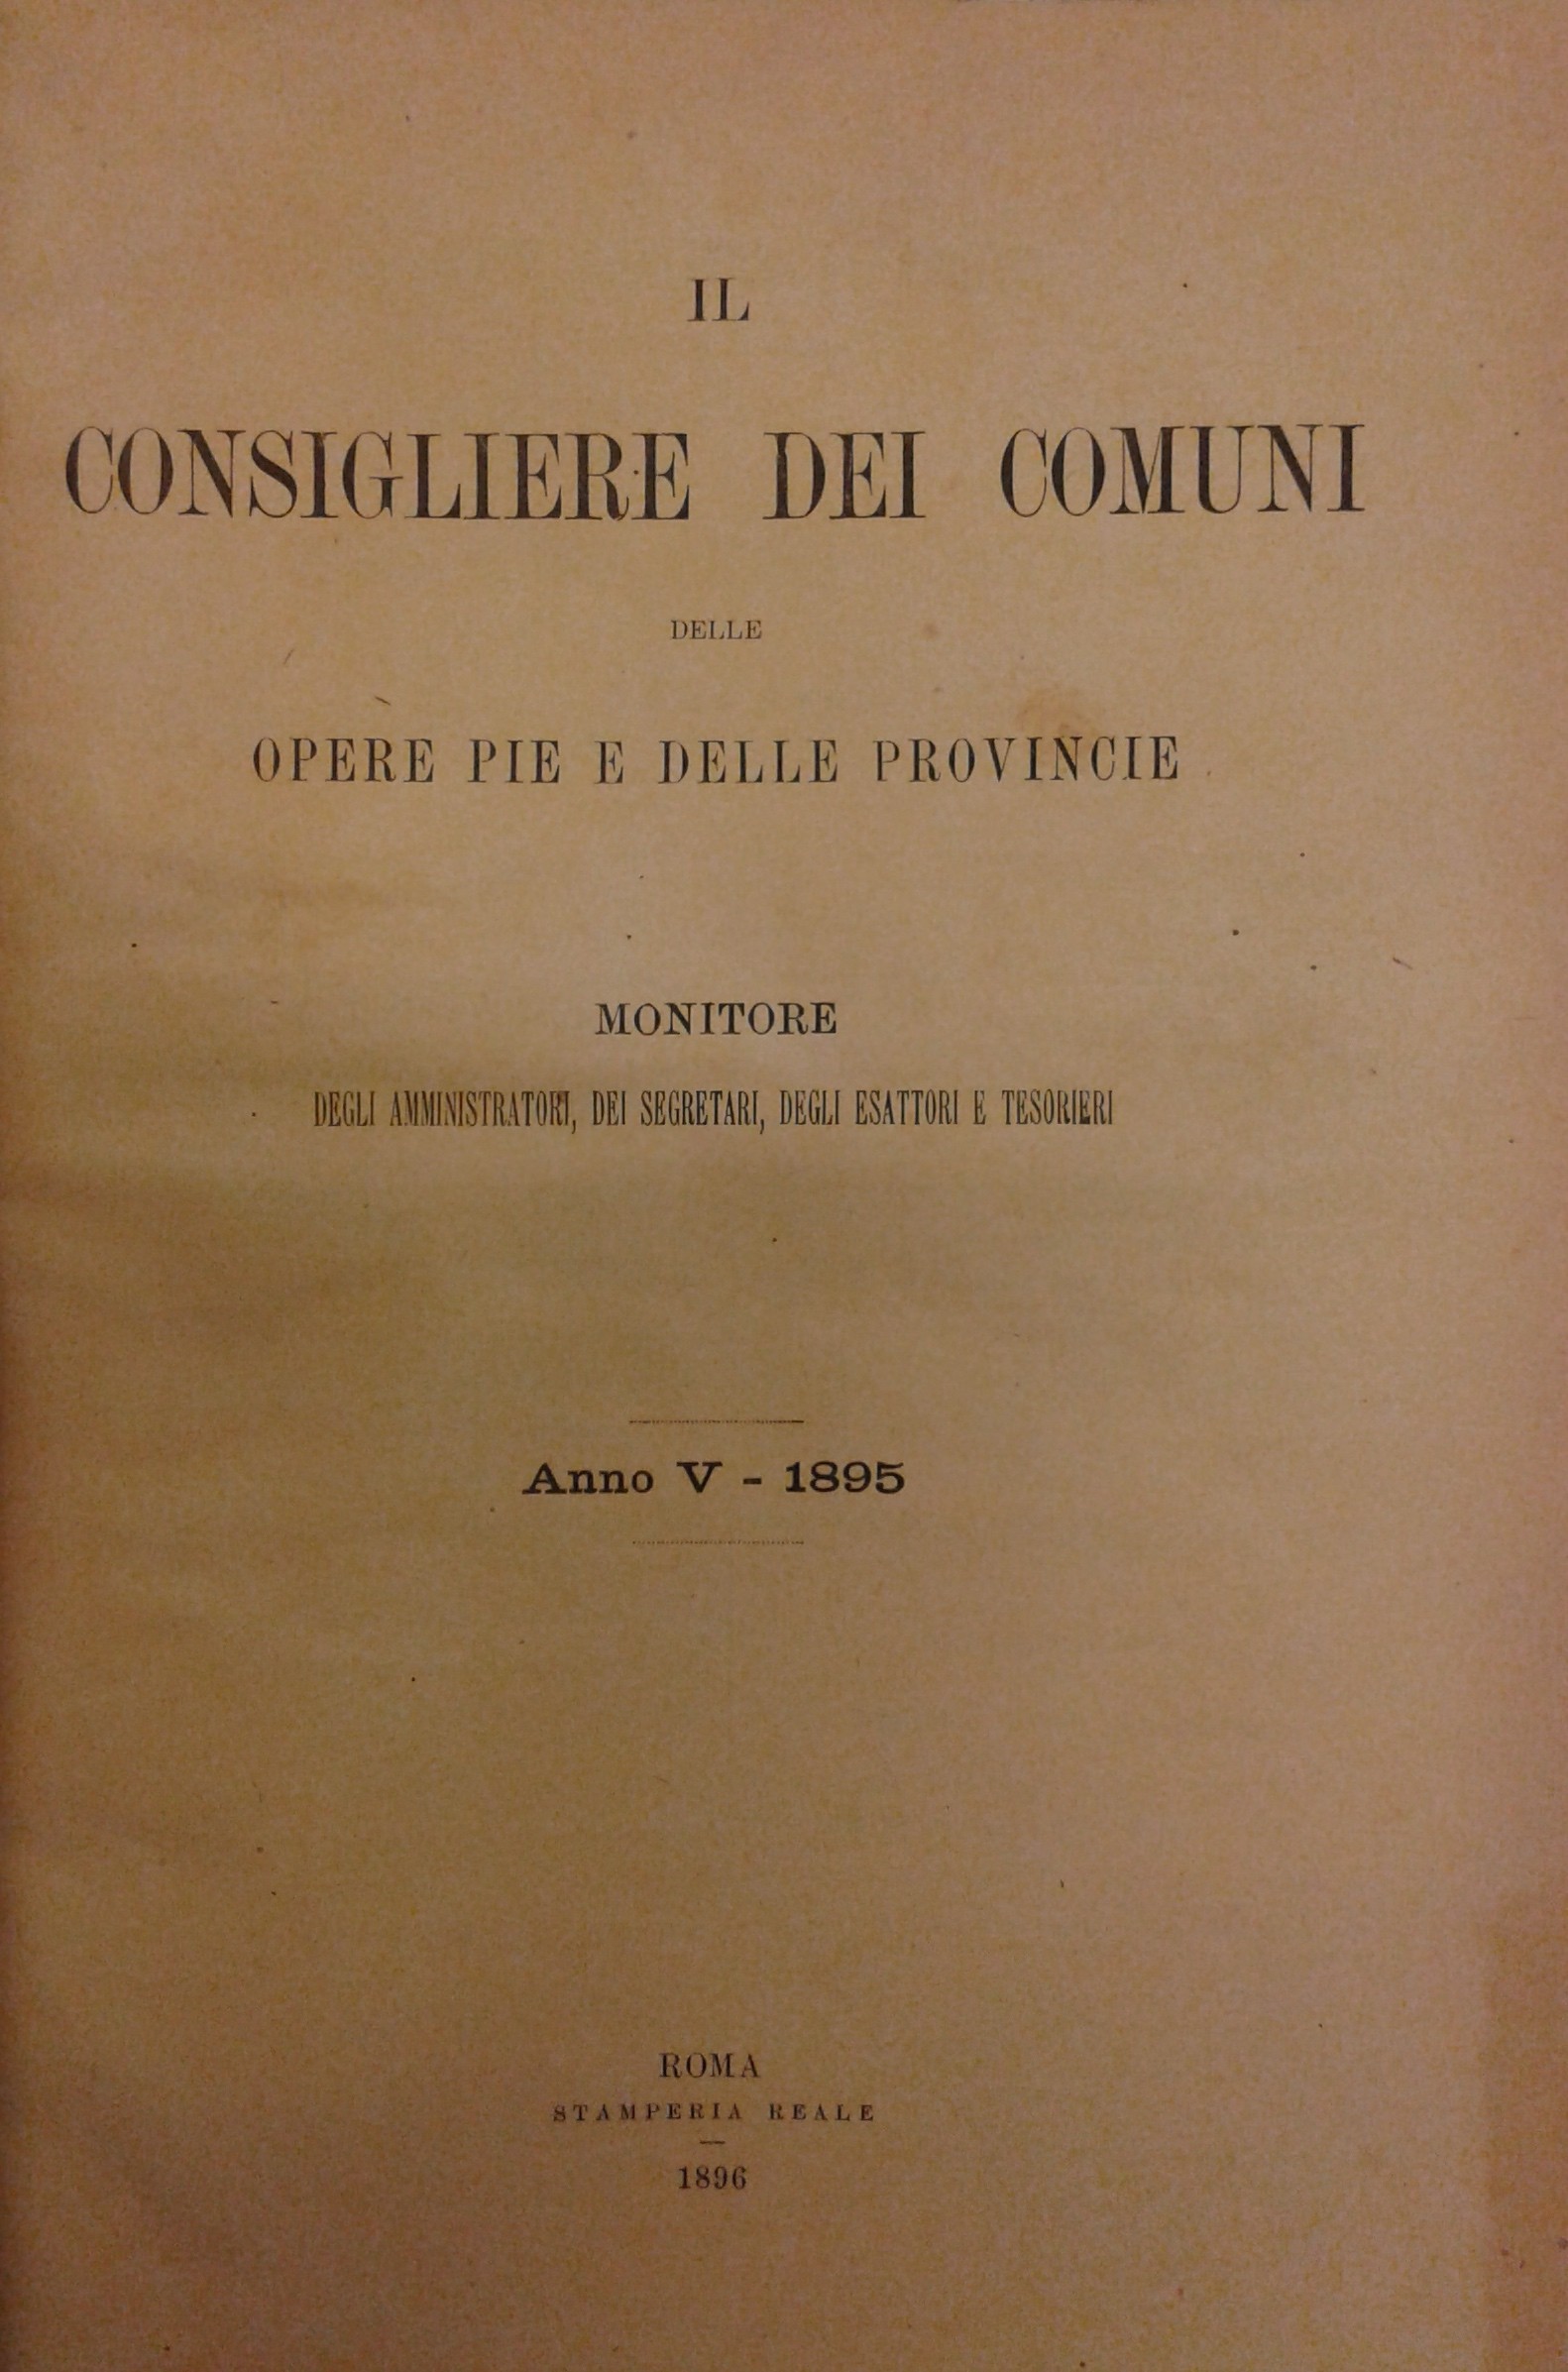 IL
CONSIGLIERE DEI COMUNI
DELLE
OPERE PIE E DELLE PROVINCIE
MONITORE
DEGLI AMMINISTRATORI, DEI SEGRETARI, DEGLI ESATTORI E TESORIERI
Anno V - 1895
ROMA
STAMPERIA REALE
1896